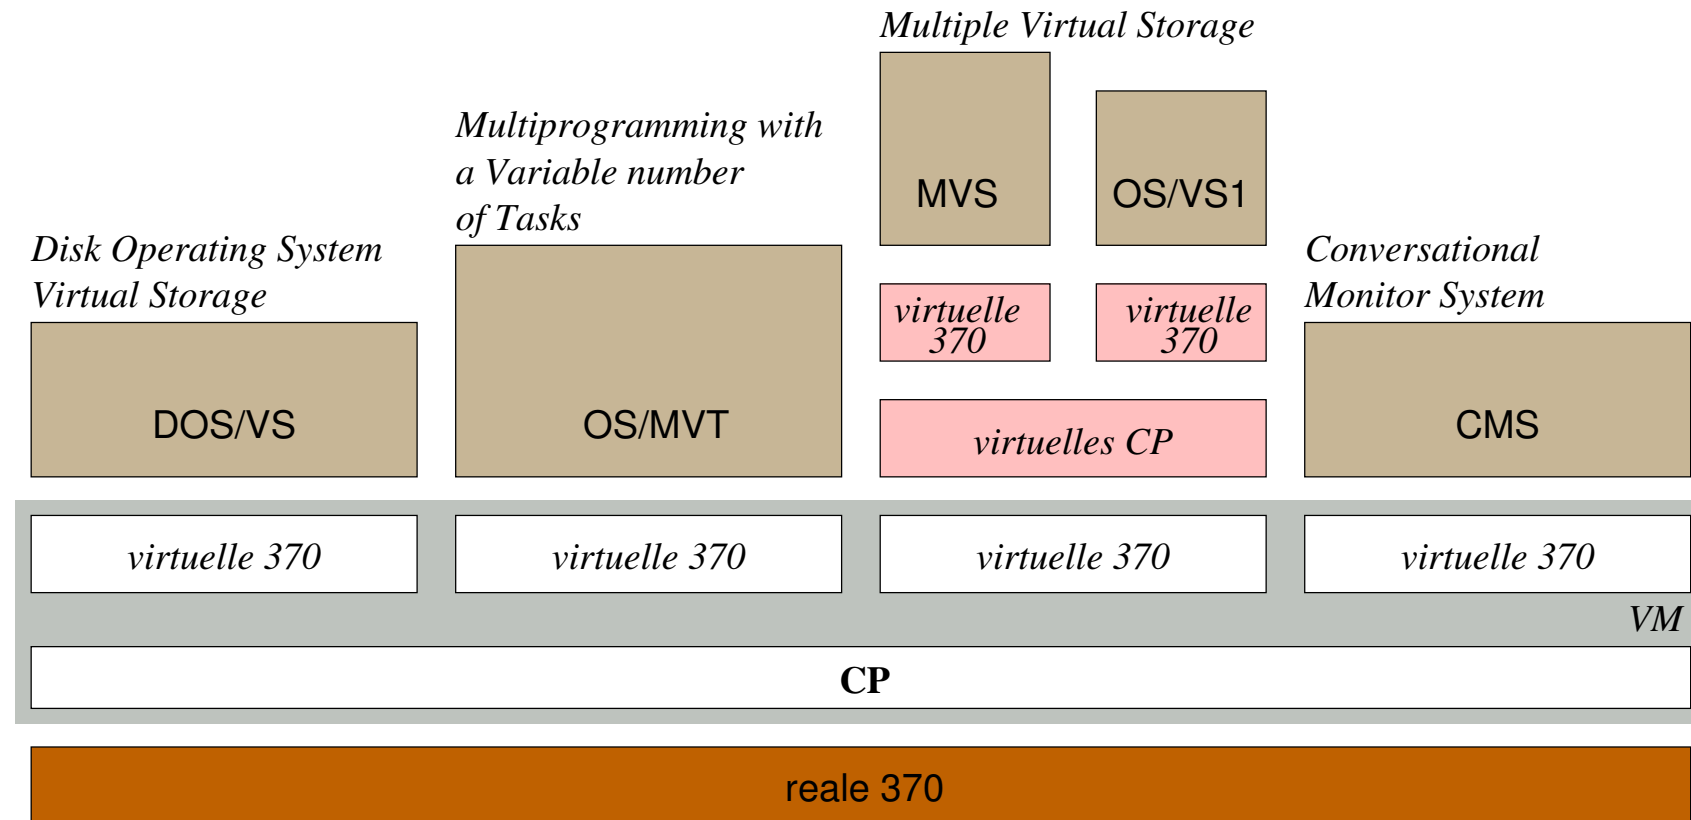 Multiple Virtual Storage
Multiprogramming with
a Variable number
of Tasks
MVS
OS/VS1
Disk Operating System
Virtual Storage
Conversational
Monitor System
virtuelle
370
virtuelle
370
DOS/VS
OS/MVT
virtuelles CP
CMS
virtuelle 370
virtuelle 370
virtuelle 370
virtuelle 370
VM
CP
reale 370